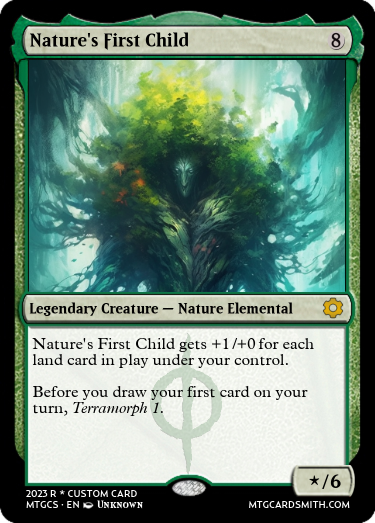 Nature's First Child 8
Legendary Creature — Nature Elemental
Nature's First Child gets +1/+0 for each
land card in play under your control.
Before you draw your first card on your
turn, Terramorph 1.
★/6
2023 R * CUSTOM CARD
MTGCS · EN Unknown
MTGCARDSMITH.COM